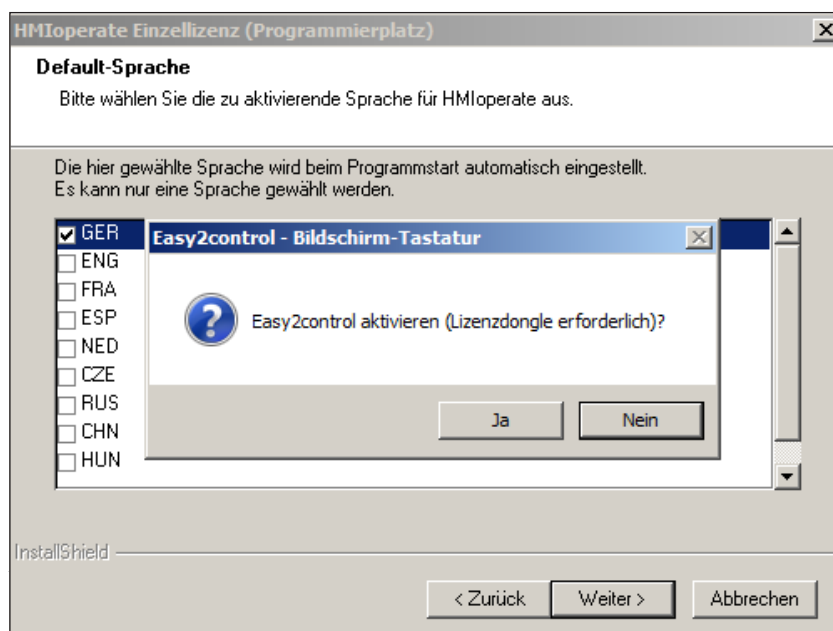 HMIoperate Einzellizenz (Programmierplatz)
Default-Sprache
Bitte wählen Sie die zu aktivierende Sprache für HMIoperate aus.
Die hier gewählte Sprache wird beim Programmstart automatisch eingestellt.
Es kann nur eine Sprache gewählt werden.
GER
ENG
FRA
ESP
NED
CZE
RUS
CHN
HUN
Easy2control - Bildschirm-Tastatur
Easy2control aktivieren (Lizenzdongle erforderlich)?
Ja
Nein
InstallShield
< Zurück
Weiter >
Abbrechen